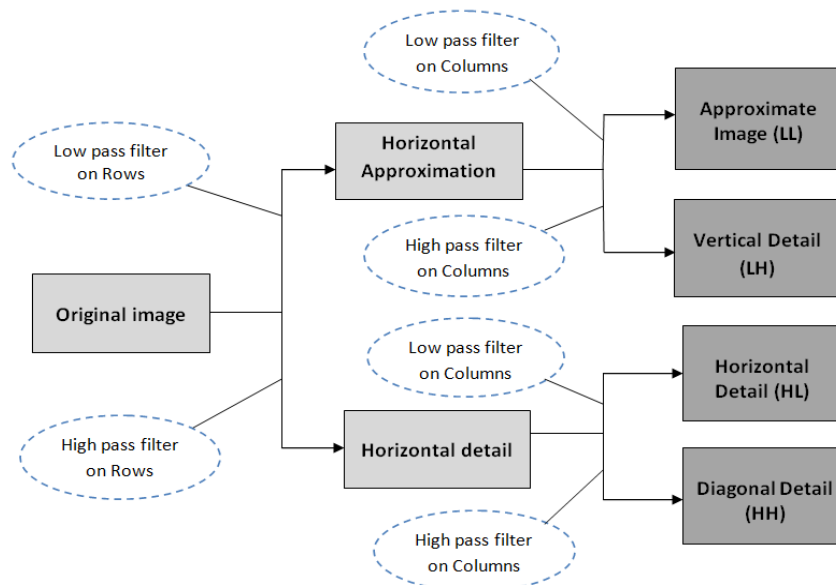 Low pass filter
on Columns
Approximate
Image (LL)
Low pass filter
on Rows
Horizontal
Approximation
High pass filter
on Columns
Vertical Detail
(LH)
Original image
Low pass filter
on Columns
Horizontal
Detail (HL)
High pass filter
on Rows
Horizontal detail
Diagonal Detail
(HH)
High pass filter
on Columns